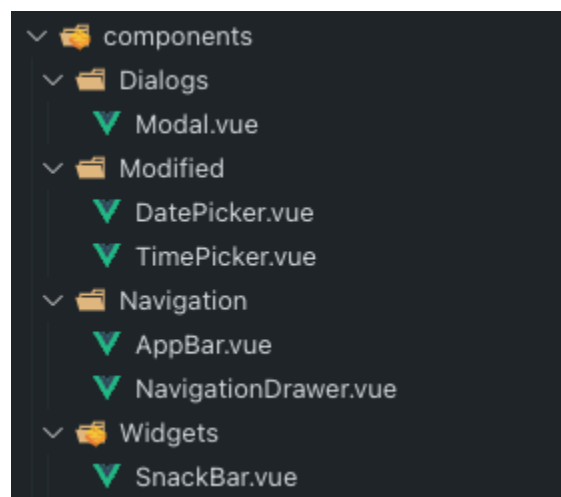 components
Dialogs
Modal.vue
Modified
DatePicker.vue
TimePicker.vue
Navigation
AppBar.vue
NavigationDrawer.vue
Widgets
SnackBar.vue